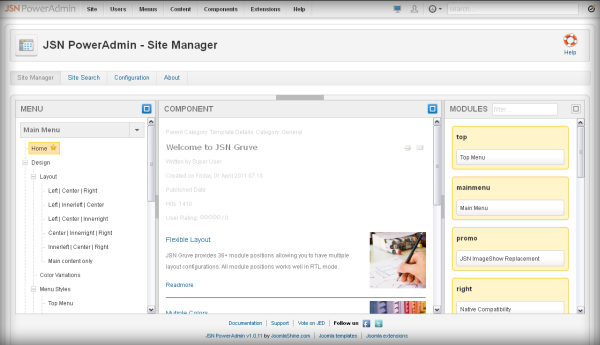 JSN PowerAdmin Site Users Menus Content Components Extensions Help search
JSN PowerAdmin - Site Manager
Help
Site Manager Site Search Configuration About
MENU
Main Menu
Home
Design
Layout
Left | Center | Right
Left | Innerleft | Center
Left | Center | Innerright
Center | Innerright | Right
Innerleft | Center | Right
Main content only
Color Variations
Menu Styles
Top Menu
COMPONENT
Parent Category: Template Details Category: General
Welcome to JSN Gruve
Written by Super User
Created on Friday, 01 April 2011 07:15
Published Date
Hits: 1410
User Rating:
Flexible Layout
JSN Gruve provides 36+ module positions allowing you to have multiple
layout configurations. All module positions works well in RTL mode.
Readmore
Mutiple Colors
MODULES filter...
top
Top Menu
mainmenu
Main Menu
promo
JSN ImageShow Replacement
right
Native Compatibility
Documentation | Support | Vote on JED | Follow us
JSN PowerAdmin v1.0.11 by JoomlaShine.com | Joomla templates | Joomla extensions